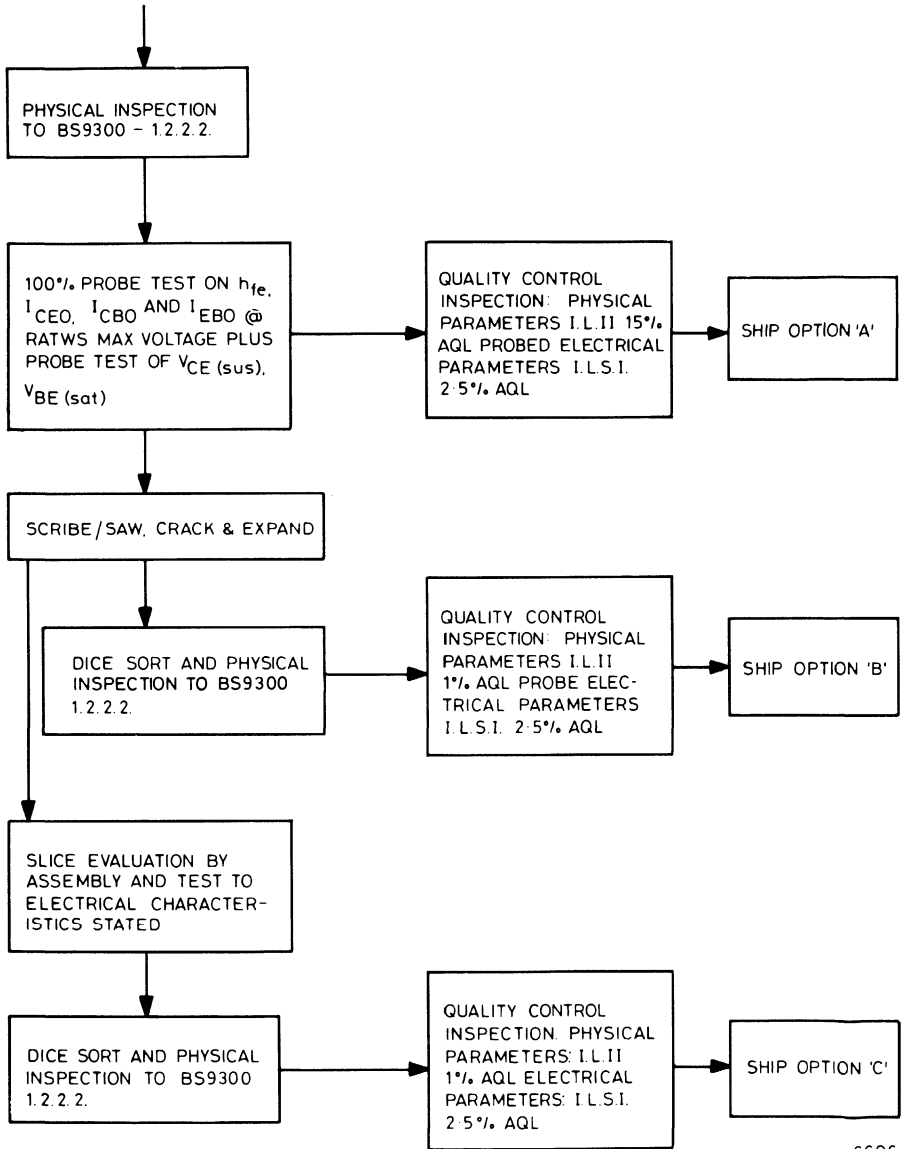 PHYSICAL INSPECTION
TO BS9300 – 1.2.2.2.
100% PROBE TEST ON hfe,
ICEO, ICBO AND IEBO @
RATWS MAX VOLTAGE PLUS
PROBE TEST OF VCE (sus),
VBE (sat)
QUALITY CONTROL
INSPECTION: PHYSICAL
PARAMETERS I.L.II 15%
AQL PROBED ELECTRICAL
PARAMETERS I.L.S.I.
2·5% AQL
SHIP OPTION 'A'
SCRIBE/SAW, CRACK & EXPAND
DICE SORT AND PHYSICAL
INSPECTION TO BS9300
1.2.2.2.
QUALITY CONTROL
INSPECTION: PHYSICAL
PARAMETERS I.L.II
1% AQL PROBE ELEC-
TRICAL PARAMETERS
I.L.S.I. 2·5% AQL
SHIP OPTION 'B'
SLICE EVALUATION BY
ASSEMBLY AND TEST TO
ELECTRICAL CHARACTER-
ISTICS STATED
DICE SORT AND PHYSICAL
INSPECTION TO BS9300
1.2.2.2.
QUALITY CONTROL
INSPECTION. PHYSICAL
PARAMETERS: I.L.II
1% AQL ELECTRICAL
PARAMETERS: I.L.S.I.
2·5% AQL
SHIP OPTION 'C'